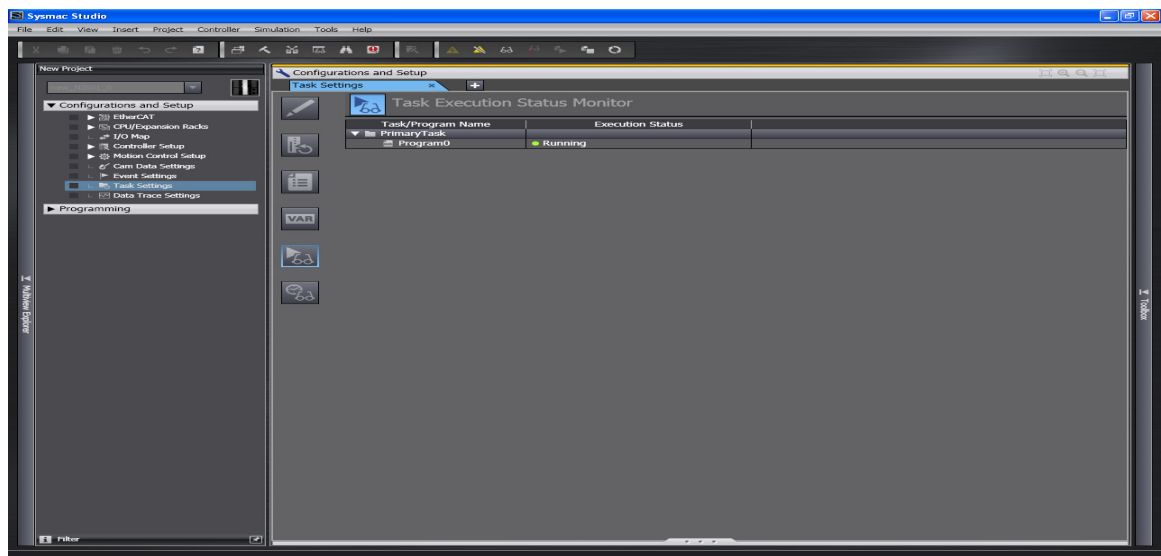 Sysmac Studio
File Edit View Insert Project Controller Simulation Tools Help
New Project
Configurations and Setup
EtherCAT
CPU/Expansion Racks
I/O Map
Controller Setup
Motion Control Setup
Cam Data Settings
Event Settings
Task Settings
Data Trace Settings
Programming
Filter
Multiview Explorer
Configurations and Setup
Task Settings
VAR
Task Execution Status Monitor
Task/Program Name Execution Status
PrimaryTask
Program0 Running
Toolbox